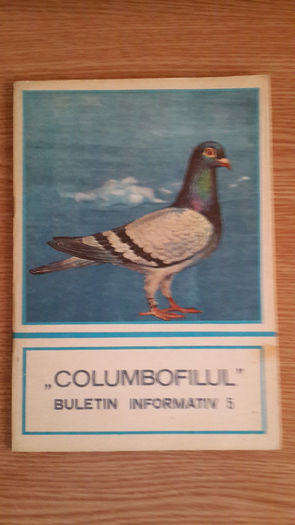 „COLUMBOFILUL"
BULETIN INFORMATIV 5